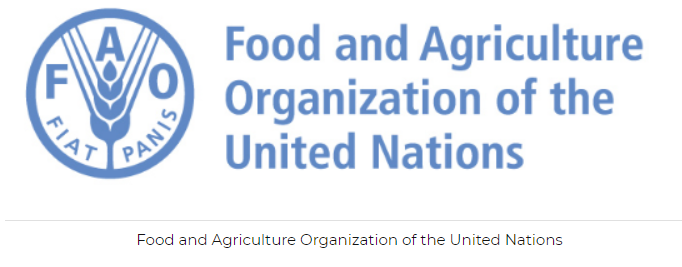 F A O
FIAT PANIS
Food and Agriculture
Organization of the
United Nations
Food and Agriculture Organization of the United Nations